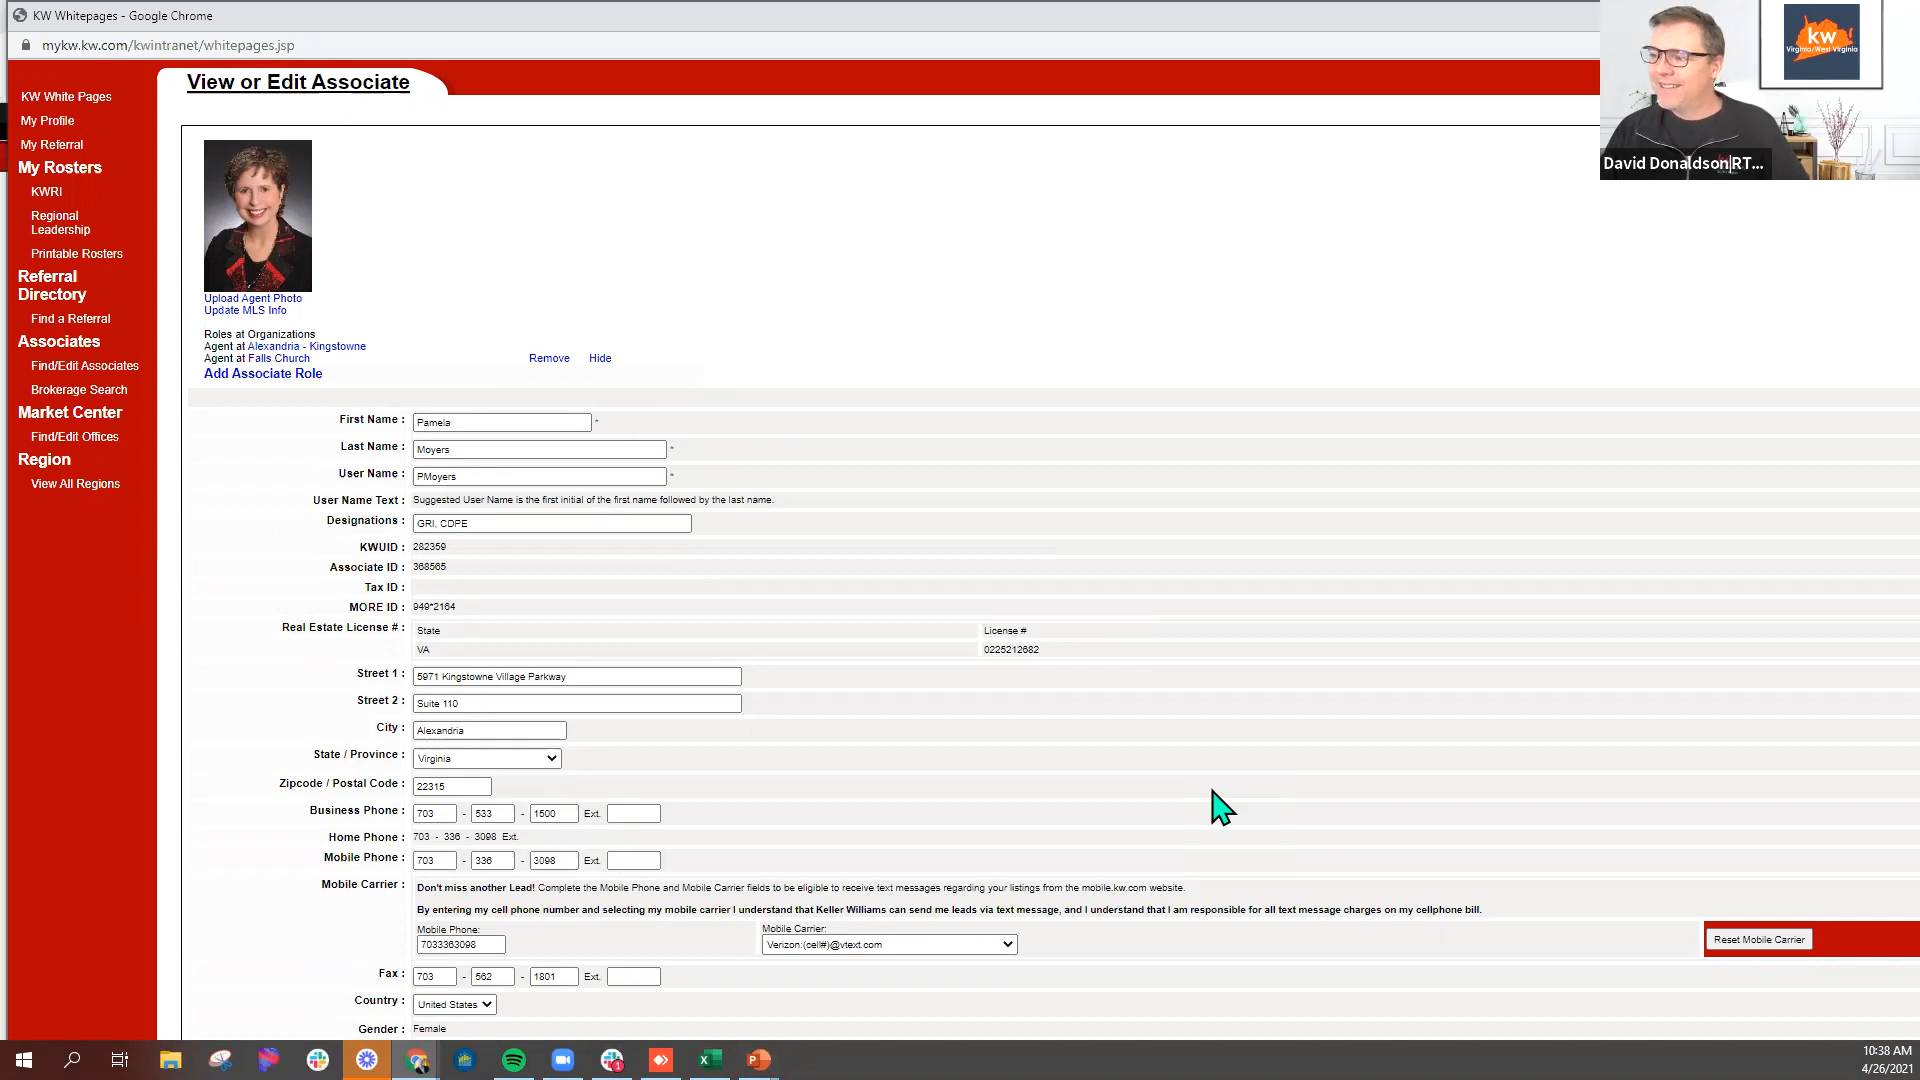 KW Whitepages - Google Chrome
mykw.kw.com/kwintranet/whitepages.jsp
kw
Virginia/West Virginia
David Donaldson|RT...
KW White Pages
My Profile
My Referral
My Rosters
KWRI
Regional
Leadership
Printable Rosters
Referral
Directory
Find a Referral
Associates
Find/Edit Associates
Brokerage Search
Market Center
Find/Edit Offices
Region
View All Regions
View or Edit Associate
Upload Agent Photo
Update MLS Info
Roles at Organizations
Agent at Alexandria - Kingstowne
Agent at Falls Church Remove Hide
Add Associate Role
First Name : Pamela *
Last Name : Moyers *
User Name : PMoyers *
User Name Text : Suggested User Name is the first initial of the first name followed by the last name.
Designations : GRI, CDPE
KWUID : 282359
Associate ID : 368565
Tax ID :
MORE ID : 949*2164
Real Estate License # : State License #
VA 0225212682
Street 1 : 5971 Kingstowne Village Parkway
Street 2 : Suite 110
City : Alexandria
State / Province : Virginia
Zipcode / Postal Code : 22315
Business Phone : 703 - 533 - 1500 Ext.
Home Phone : 703 - 336 - 3098 Ext.
Mobile Phone : 703 - 336 - 3098 Ext.
Mobile Carrier : Don't miss another Lead! Complete the Mobile Phone and Mobile Carrier fields to be eligible to receive text messages regarding your listings from the mobile.kw.com website.
By entering my cell phone number and selecting my mobile carrier I understand that Keller Williams can send me leads via text message, and I understand that I am responsible for all text message charges on my cellphone bill.
Mobile Phone: Mobile Carrier:
7033363098 Verizon:(cell#)@vtext.com Reset Mobile Carrier
Fax : 703 - 562 - 1801 Ext.
Country : United States
Gender : Female
10:38 AM
4/26/2021